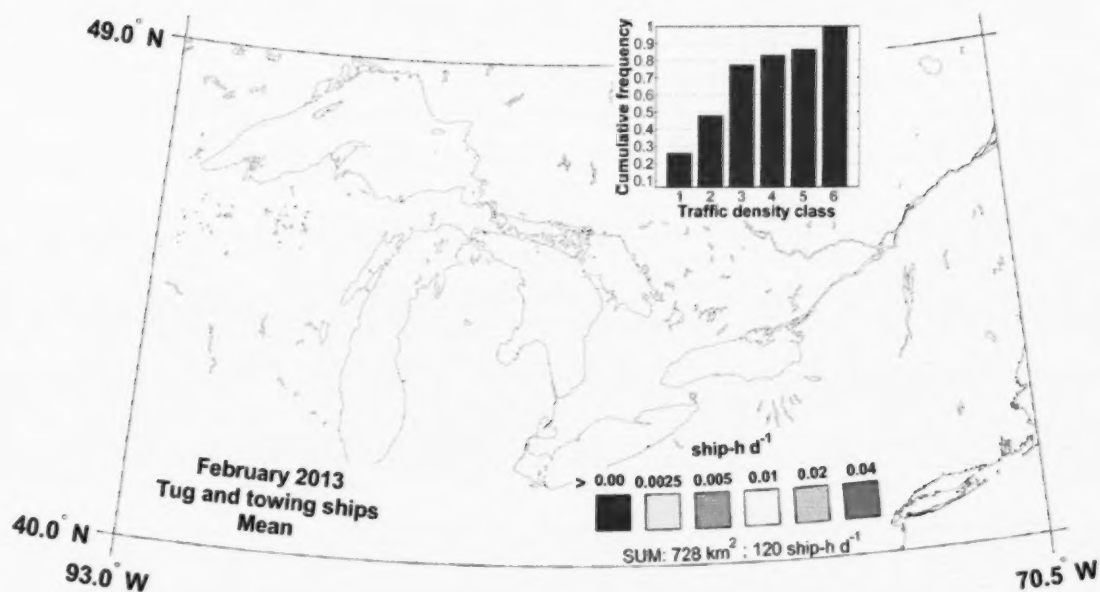 49.0° N
Cumulative frequency
1
0.9
0.8
0.7
0.6
0.5
0.4
0.3
0.2
0.1
1 2 3 4 5 6
Traffic density class
February 2013
Tug and towing ships
Mean
ship-h d⁻¹
> 0.00 0.0025 0.005 0.01 0.02 0.04
SUM: 728 km² ; 120 ship-h d⁻¹
40.0° N
93.0° W
70.5° W